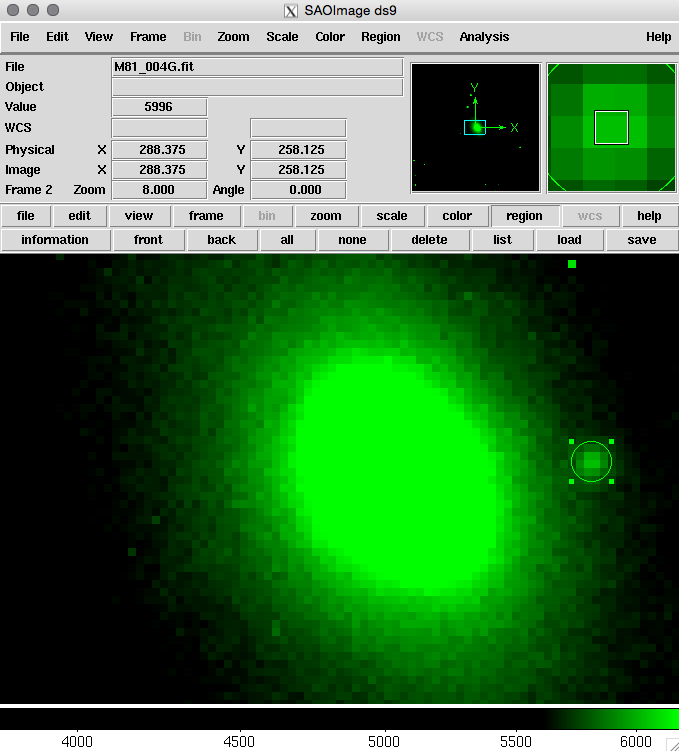 SAOImage ds9
File Edit View Frame Bin Zoom Scale Color Region WCS Analysis Help
File M81_004G.fit
Object
Value 5996
WCS
Physical X 288.375 Y 258.125
Image X 288.375 Y 258.125
Frame 2 Zoom 8.000 Angle 0.000
Y
X
file edit view frame bin zoom scale color region wcs help
information front back all none delete list load save
4000 4500 5000 5500 6000